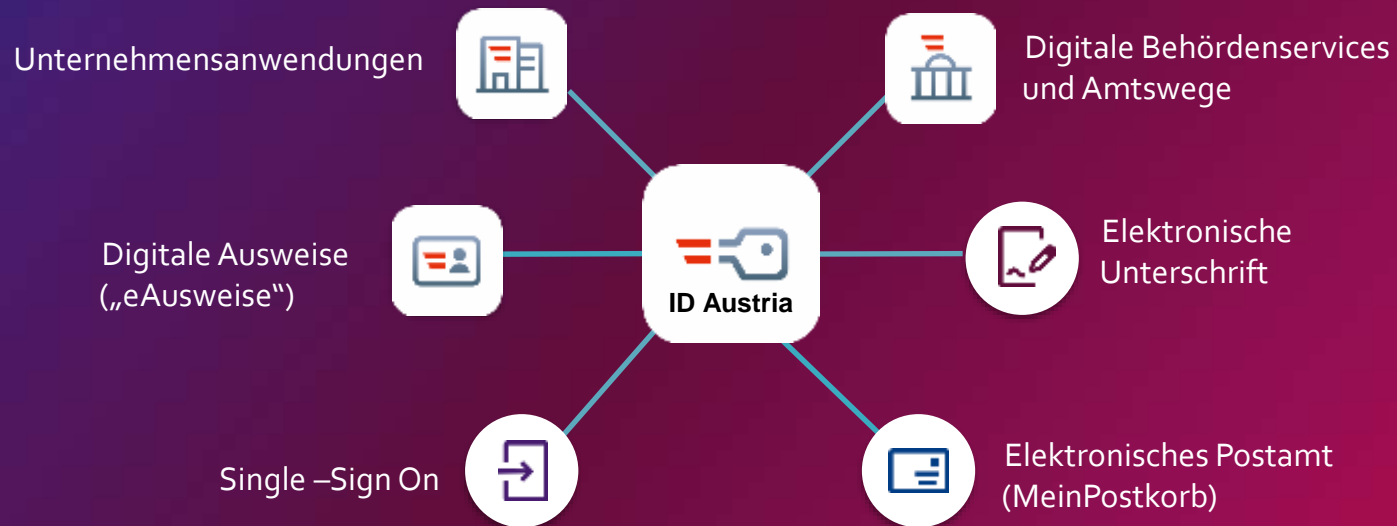 Unternehmensanwendungen
Digitale Behördenservices
und Amtswege
Digitale Ausweise
(„eAusweise“)
ID Austria
Elektronische
Unterschrift
Single –Sign On
Elektronisches Postamt
(MeinPostkorb)